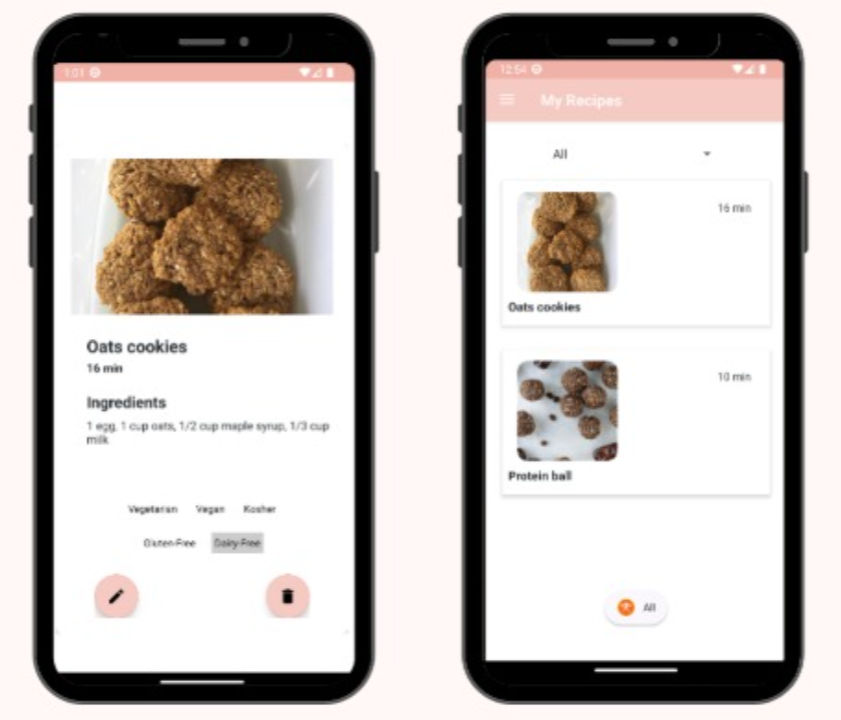 1:01
Oats cookies
16 min
Ingredients
1 egg, 1 cup oats, 1/2 cup maple syrup, 1/3 cup
milk
Vegetarian Vegan Kosher
Gluten-Free Dairy-Free
12:54
My Recipes
All
16 min
Oats cookies
10 min
Protein ball
All